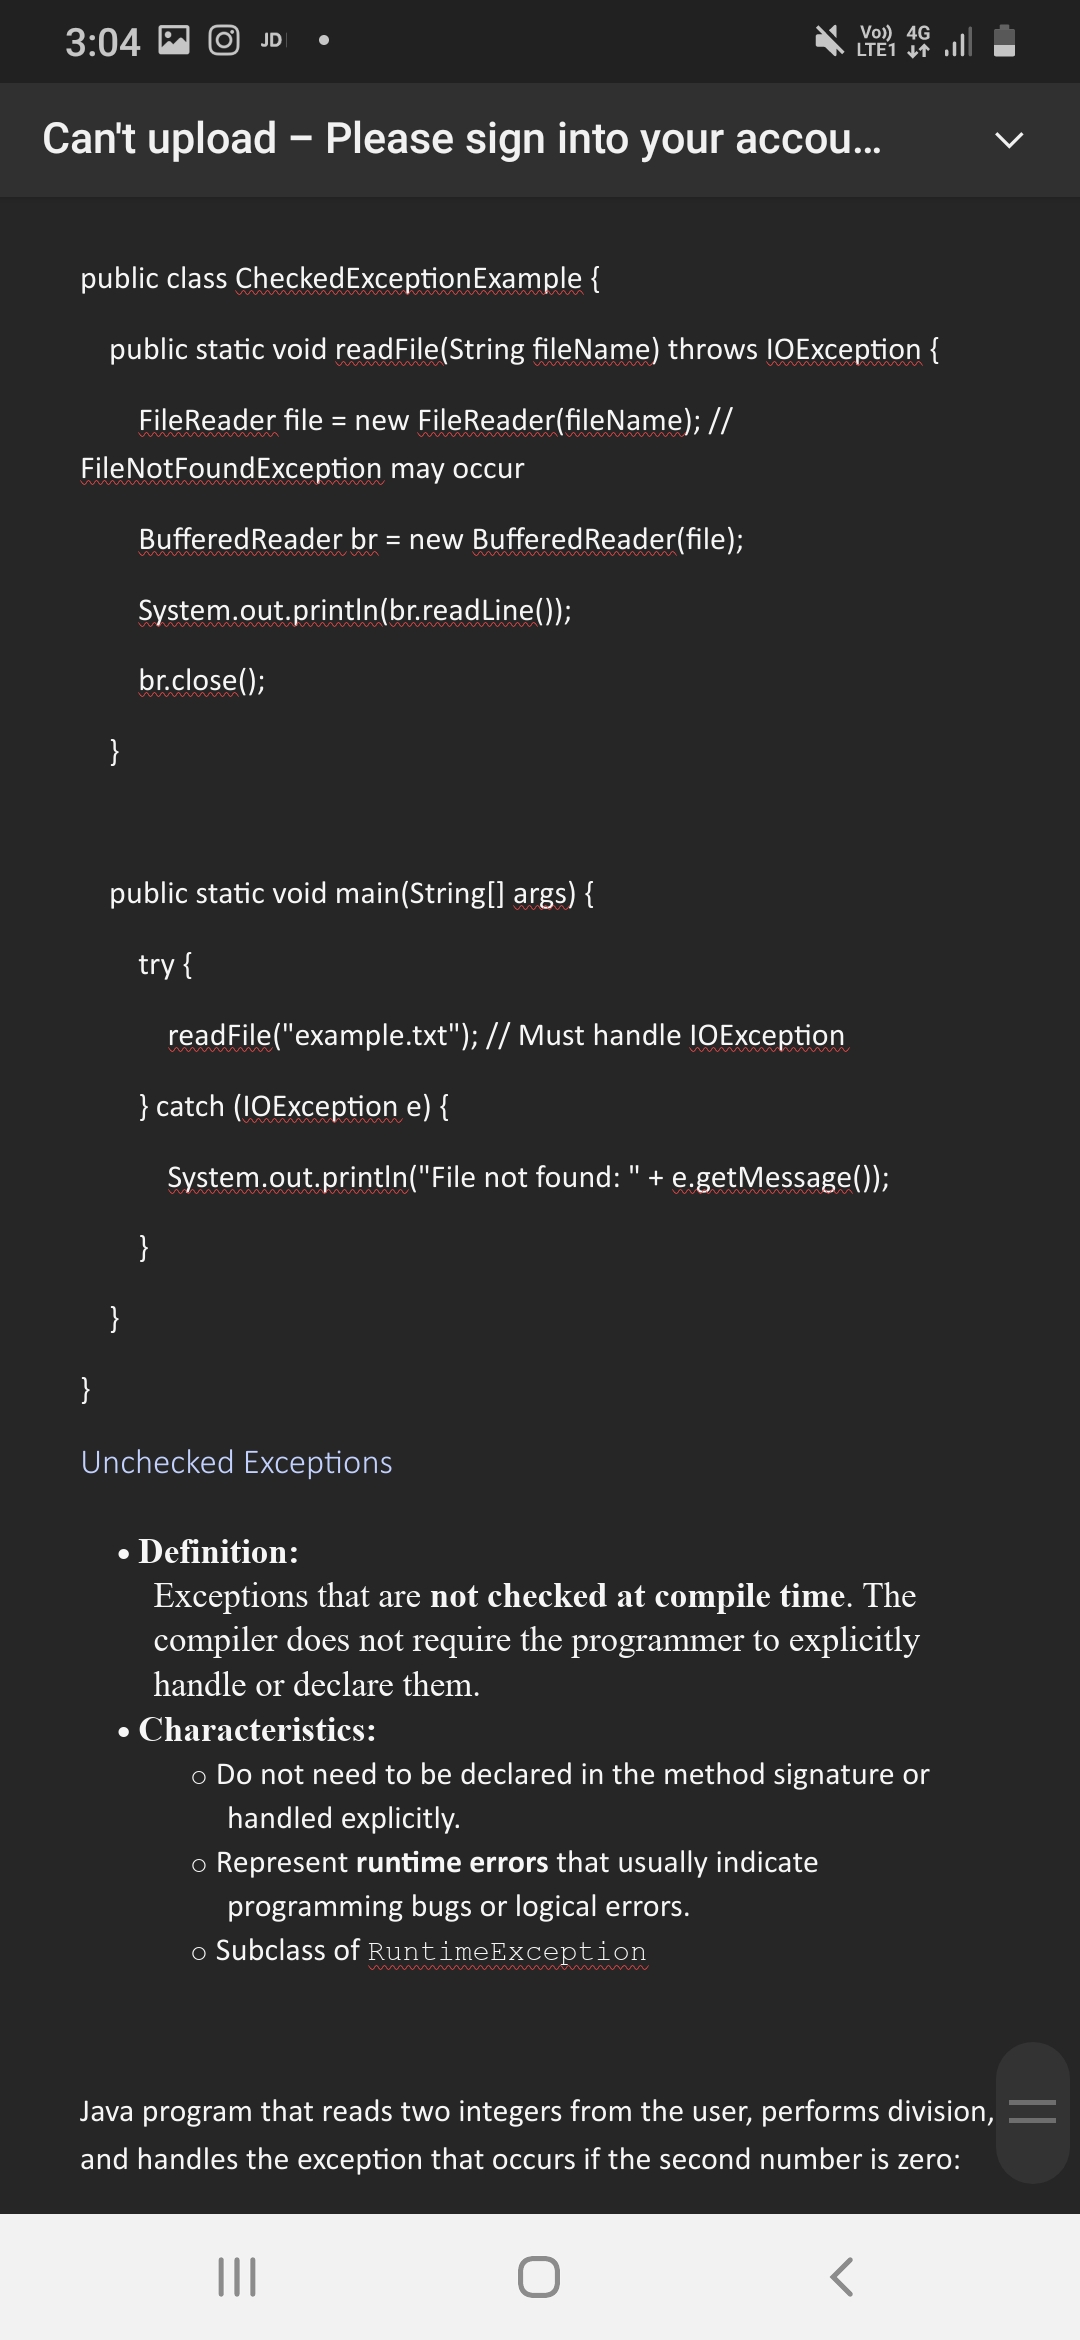 3:04 JD Vo)) 4G
LTE1
Can't upload – Please sign into your accou...
public class CheckedExceptionExample {
public static void readFile(String fileName) throws IOException {
FileReader file = new FileReader(fileName); //
FileNotFoundException may occur
BufferedReader br = new BufferedReader(file);
System.out.println(br.readLine());
br.close();
}
public static void main(String[] args) {
try {
readFile("example.txt"); // Must handle IOException
} catch (IOException e) {
System.out.println("File not found: " + e.getMessage());
}
}
}
Unchecked Exceptions
• Definition:
Exceptions that are not checked at compile time. The
compiler does not require the programmer to explicitly
handle or declare them.
• Characteristics:
o Do not need to be declared in the method signature or
handled explicitly.
o Represent runtime errors that usually indicate
programming bugs or logical errors.
o Subclass of RuntimeException
Java program that reads two integers from the user, performs division,
and handles the exception that occurs if the second number is zero: